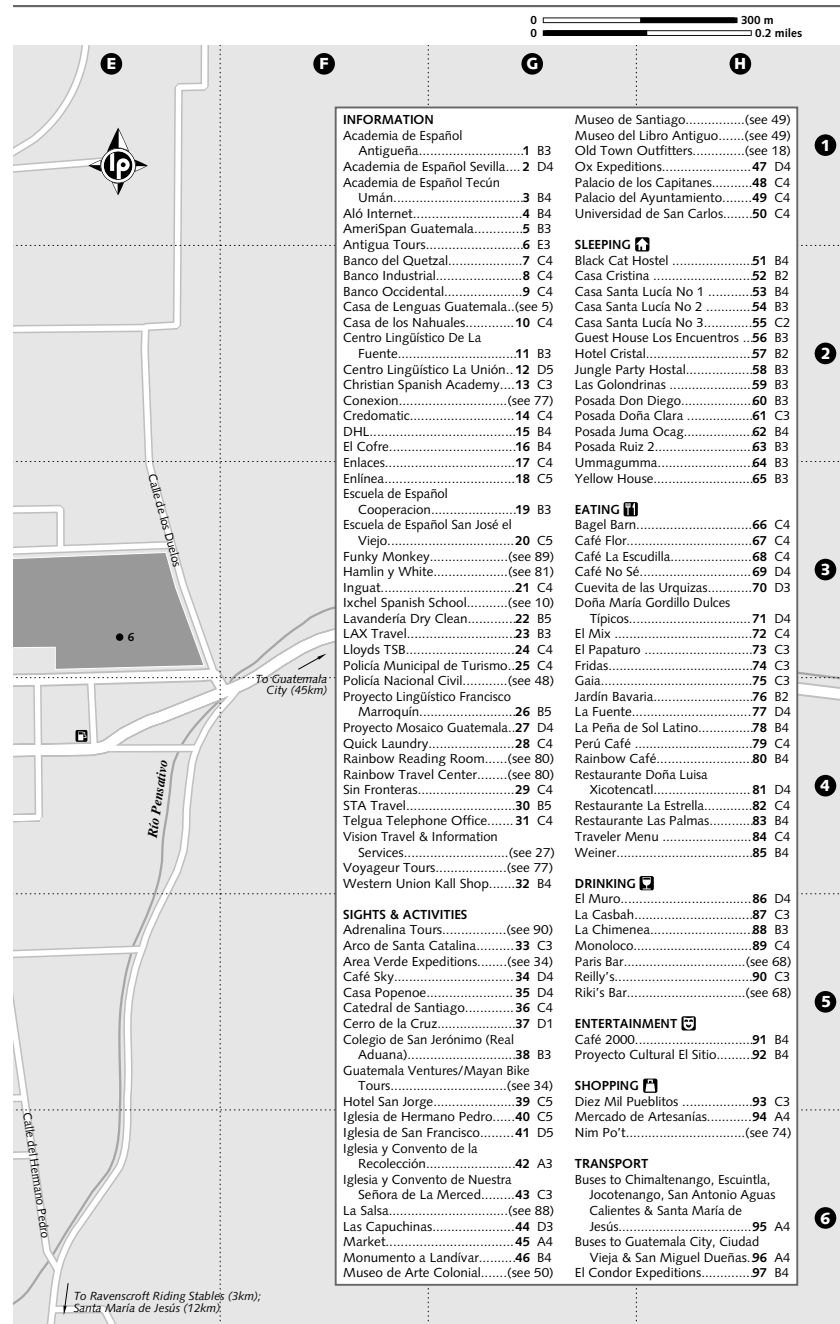 0 300 m
0 0.2 miles
E F G H
1
2
3
4
5
6
lp
Calle de los Duelos
6
To Guatemala
City (45km)
Río Pensativo
Calle del Hermano Pedro
To Ravenscroft Riding Stables (3km);
Santa María de Jesús (12km)
INFORMATION
Academia de Español
Antigueña...1 B3
Academia de Español Sevilla...2 D4
Academia de Español Tecún
Umán...3 B4
Aló Internet...4 B4
AmeriSpan Guatemala...5 B3
Antigua Tours...6 E3
Banco del Quetzal...7 C4
Banco Industrial...8 C4
Banco Occidental...9 C4
Casa de Lenguas Guatemala..(see 5)
Casa de los Nahuales...10 C4
Centro Lingüístico De La
Fuente...11 B3
Centro Lingüístico La Unión..12 D5
Christian Spanish Academy...13 C3
Conexion...(see 77)
Credomatic...14 C4
DHL...15 B4
El Cofre...16 B4
Enlaces...17 C4
Enlínea...18 C5
Escuela de Español
Cooperacion...19 B3
Escuela de Español San José el
Viejo...20 C5
Funky Monkey...(see 89)
Hamlin y White...(see 81)
Inguat...21 C4
Ixchel Spanish School...(see 10)
Lavandería Dry Clean...22 B5
LAX Travel...23 B3
Lloyds TSB...24 C4
Policía Municipal de Turismo..25 C4
Policía Nacional Civil...(see 48)
Proyecto Lingüístico Francisco
Marroquín...26 B5
Proyecto Mosaico Guatemala..27 D4
Quick Laundry...28 C4
Rainbow Reading Room...(see 80)
Rainbow Travel Center...(see 80)
Sin Fronteras...29 C4
STA Travel...30 B5
Telgua Telephone Office...31 C4
Vision Travel & Information
Services...(see 27)
Voyageur Tours...(see 77)
Western Union Kall Shop...32 B4
SIGHTS & ACTIVITIES
Adrenalina Tours...(see 90)
Arco de Santa Catalina...33 C3
Area Verde Expeditions...(see 34)
Café Sky...34 D4
Casa Popenoe...35 D4
Catedral de Santiago...36 C4
Cerro de la Cruz...37 D1
Colegio de San Jerónimo (Real
Aduana)...38 B3
Guatemala Ventures/Mayan Bike
Tours...(see 34)
Hotel San Jorge...39 C5
Iglesia de Hermano Pedro...40 C5
Iglesia de San Francisco...41 D5
Iglesia y Convento de la
Recolección...42 A3
Iglesia y Convento de Nuestra
Señora de La Merced...43 C3
La Salsa...(see 88)
Las Capuchinas...44 D3
Market...45 A4
Monumento a Landívar...46 B4
Museo de Arte Colonial...(see 50)
Museo de Santiago...(see 49)
Museo del Libro Antiguo...(see 49)
Old Town Outfitters...(see 18)
Ox Expeditions...47 D4
Palacio de los Capitanes...48 C4
Palacio del Ayuntamiento...49 C4
Universidad de San Carlos...50 C4
SLEEPING
Black Cat Hostel ...51 B4
Casa Cristina ...52 B2
Casa Santa Lucía No 1 ...53 B4
Casa Santa Lucía No 2 ...54 B3
Casa Santa Lucía No 3...55 C2
Guest House Los Encuentros ..56 B3
Hotel Cristal...57 B2
Jungle Party Hostal...58 B3
Las Golondrinas ...59 B3
Posada Don Diego...60 B3
Posada Doña Clara ...61 C3
Posada Juma Ocag...62 B4
Posada Ruiz 2...63 B3
Ummagumma...64 B3
Yellow House...65 B3
EATING
Bagel Barn...66 C4
Café Flor...67 C4
Café La Escudilla...68 C4
Café No Sé...69 D4
Cuevita de las Urquizas...70 D3
Doña María Gordillo Dulces
Típicos...71 D4
El Mix ...72 C4
El Papaturo ...73 C3
Fridas...74 C3
Gaia...75 C3
Jardín Bavaria...76 B2
La Fuente...77 D4
La Peña de Sol Latino...78 B4
Perú Café ...79 C4
Rainbow Café...80 B4
Restaurante Doña Luisa
Xicotencatl...81 D4
Restaurante La Estrella...82 C4
Restaurante Las Palmas...83 B4
Traveler Menu ...84 C4
Weiner...85 B4
DRINKING
El Muro...86 D4
La Casbah...87 C3
La Chimenea...88 B3
Monoloco...89 C4
Paris Bar...(see 68)
Reilly's...90 C3
Riki's Bar...(see 68)
ENTERTAINMENT
Café 2000...91 B4
Proyecto Cultural El Sitio...92 B4
SHOPPING
Diez Mil Pueblitos ...93 C3
Mercado de Artesanías...94 A4
Nim Po't...(see 74)
TRANSPORT
Buses to Chimaltenango, Escuintla,
Jocotenango, San Antonio Aguas
Calientes & Santa María de
Jesús...95 A4
Buses to Guatemala City, Ciudad
Vieja & San Miguel Dueñas.96 A4
El Condor Expeditions...97 B4